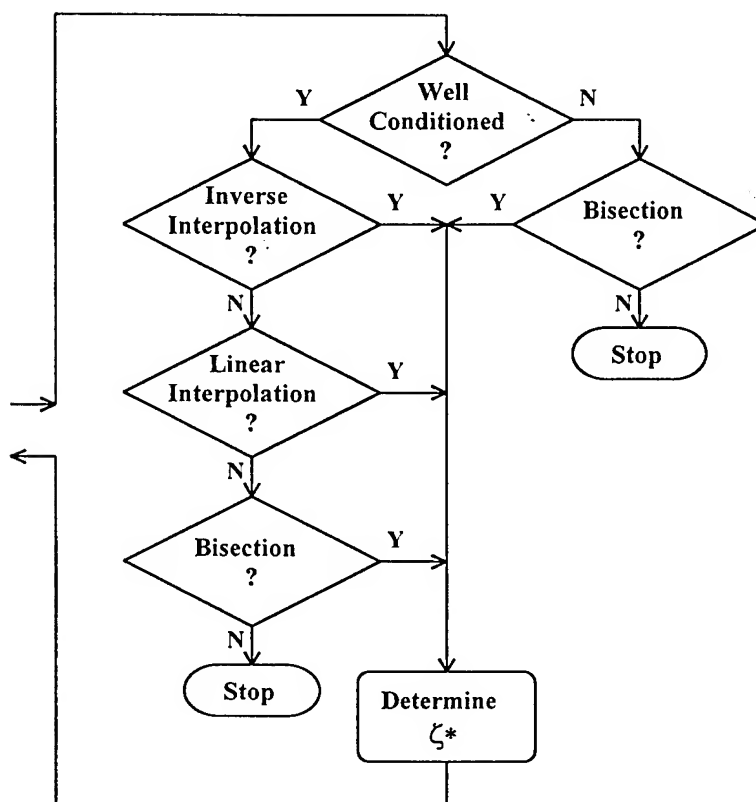 Well
Conditioned
?
Y
N
Inverse
Interpolation
?
Y
Y
Bisection
?
N
N
Stop
Linear
Interpolation
?
Y
N
Bisection
?
Y
N
Stop
Determine
ζ*